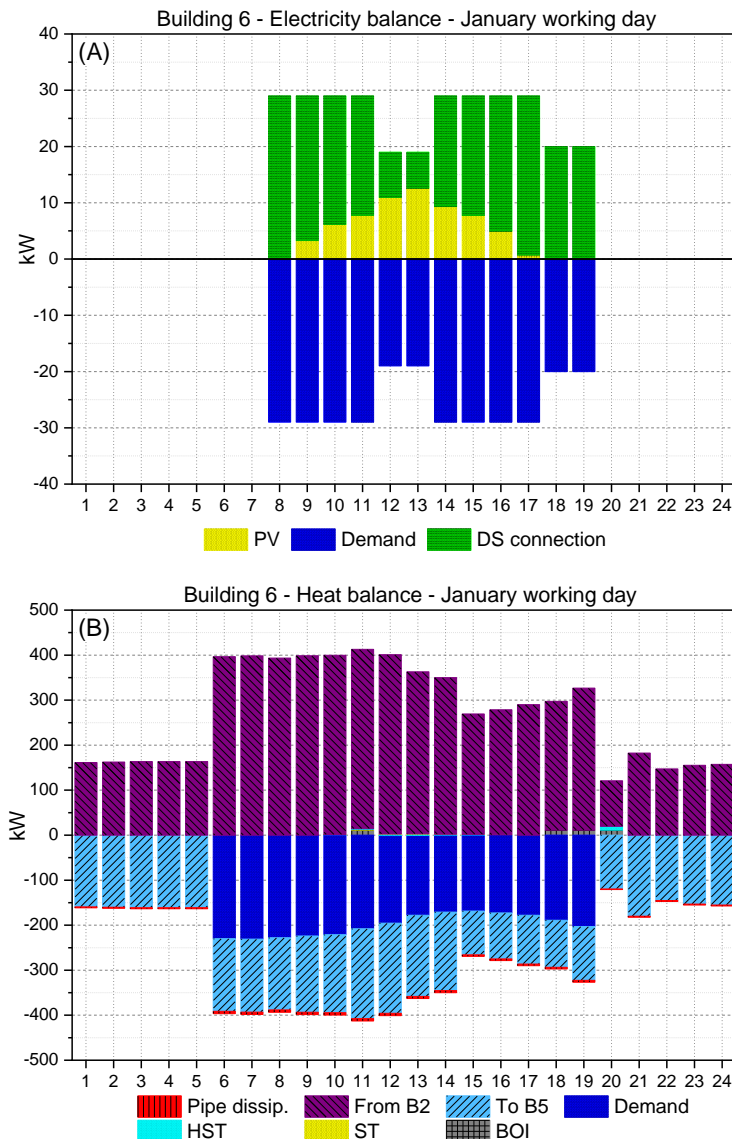 Building 6 - Electricity balance - January working day
(A)
40
30
20
10
0
-10
-20
-30
-40
kW
1 2 3 4 5 6 7 8 9 10 11 12 13 14 15 16 17 18 19 20 21 22 23 24
PV Demand DS connection
Building 6 - Heat balance - January working day
(B)
500
400
300
200
100
0
-100
-200
-300
-400
-500
kW
1 2 3 4 5 6 7 8 9 10 11 12 13 14 15 16 17 18 19 20 21 22 23 24
Pipe dissip. From B2 To B5 Demand
HST ST BOI